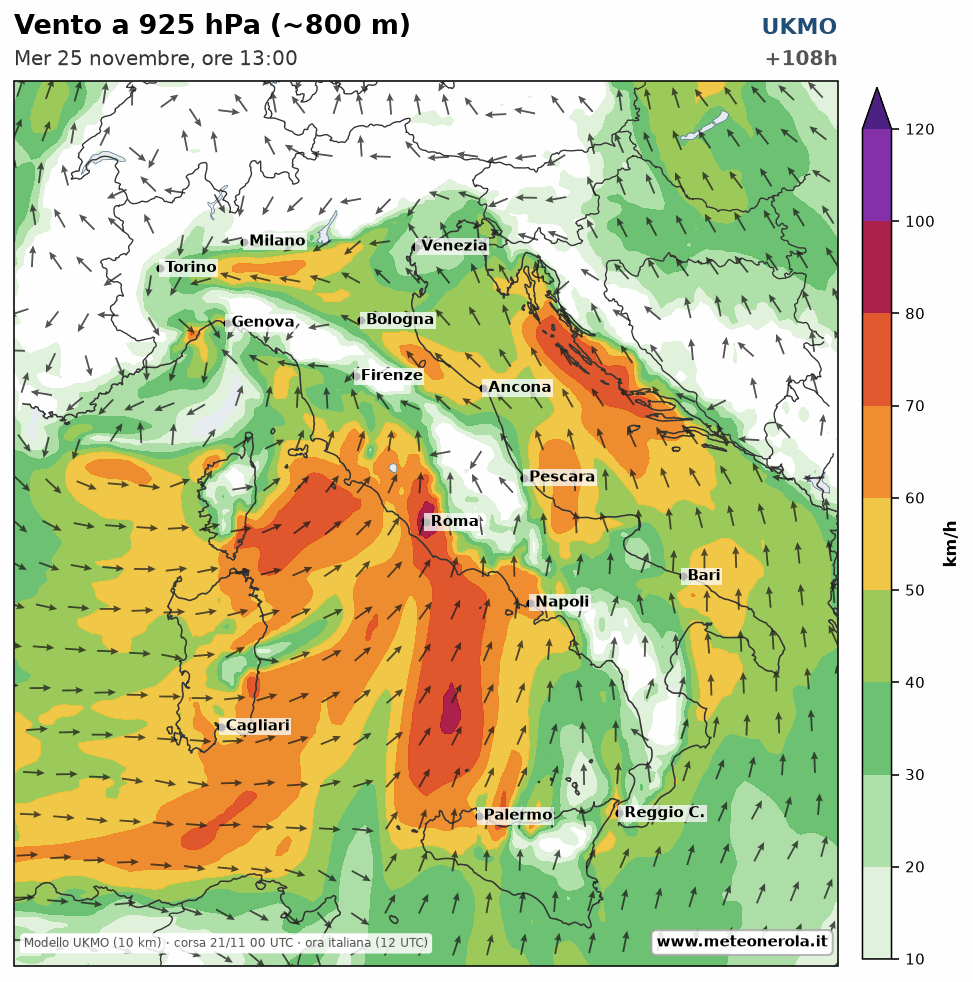 Vento a 925 hPa (~800 m)
UKMO
Mer 25 novembre, ore 13:00
+108h
Milano
Venezia
Torino
Genova
Bologna
Firenze
Ancona
Pescara
Roma
Bari
Napoli
Cagliari
Palermo
Reggio C.
120
100
80
70
60
50
40
30
20
10
km/h
Modello UKMO (10 km) · corsa 21/11 00 UTC · ora italiana (12 UTC)
www.meteonerola.it